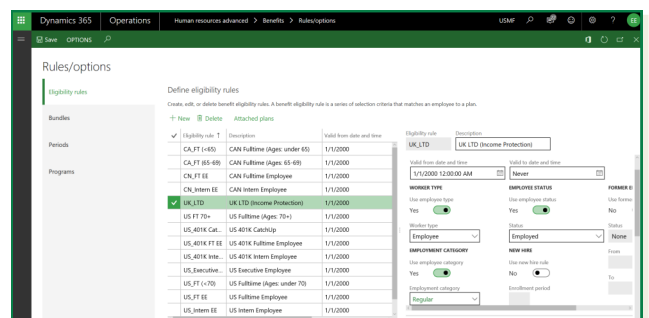 Dynamics 365 Operations Human resources advanced > Benefits > Rules/options USMF ? EE
Save OPTIONS
Rules/options
Eligibility rules
Bundles
Periods
Programs
Define eligibility rules
Create, edit, or delete benefit eligibility rules. A benefit eligibility rule is a series of selection criteria that matches an employee to a plan.
+ New Delete Attached plans
Eligibility rule ↑ Description Valid from date and time
CA_FT (<65) CAN Fulltime (Ages: under 65) 1/1/2000
CA_FT (65-69) CAN Fulltime (Ages: 65-69) 1/1/2000
CN_FT EE CAN Fulltime Employee 1/1/2000
CN_Intern EE CAN Intern Employee 1/1/2000
UK_LTD UK LTD (Income Protection) 1/1/2000
US FT 70+ US Fulltime (Ages: 70+) 1/1/2000
US_401K Cat... US 401K CatchUp 1/1/2000
US_401K FT EE US 401K Fulltime Employee 1/1/2000
US_401K Inte... US 401K Intern Employee 1/1/2000
US_Executive... US Executive Employee 1/1/2000
US_FT (<70) US Fulltime (Ages: under 70) 1/1/2000
US_FT EE US Fulltime Employee 1/1/2000
US_Intern EE US Intern Employee 1/1/2000
Eligibility rule Description
UK_LTD UK LTD (Income Protection)
Valid from date and time Valid to date and time
1/1/2000 12:00:00 AM Never
WORKER TYPE EMPLOYEE STATUS FORMER E
Use employee type Use employee status Use forme
Yes Yes No
Worker type Status Status
Employee Employed None
EMPLOYMENT CATEGORY NEW HIRE From
Use employee category Use new hire rule
Yes No To
Employment category Enrollment period
Regular